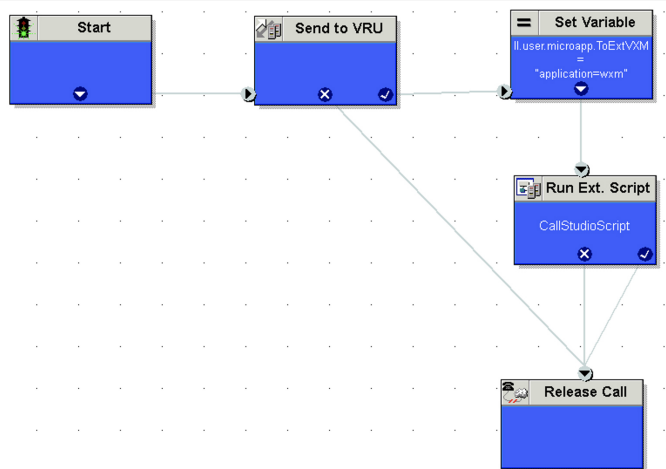 Start
Send to VRU
Set Variable
ll.user.microapp.ToExtVXM
=
"application=wxm"
Run Ext. Script
CallStudioScript
Release Call